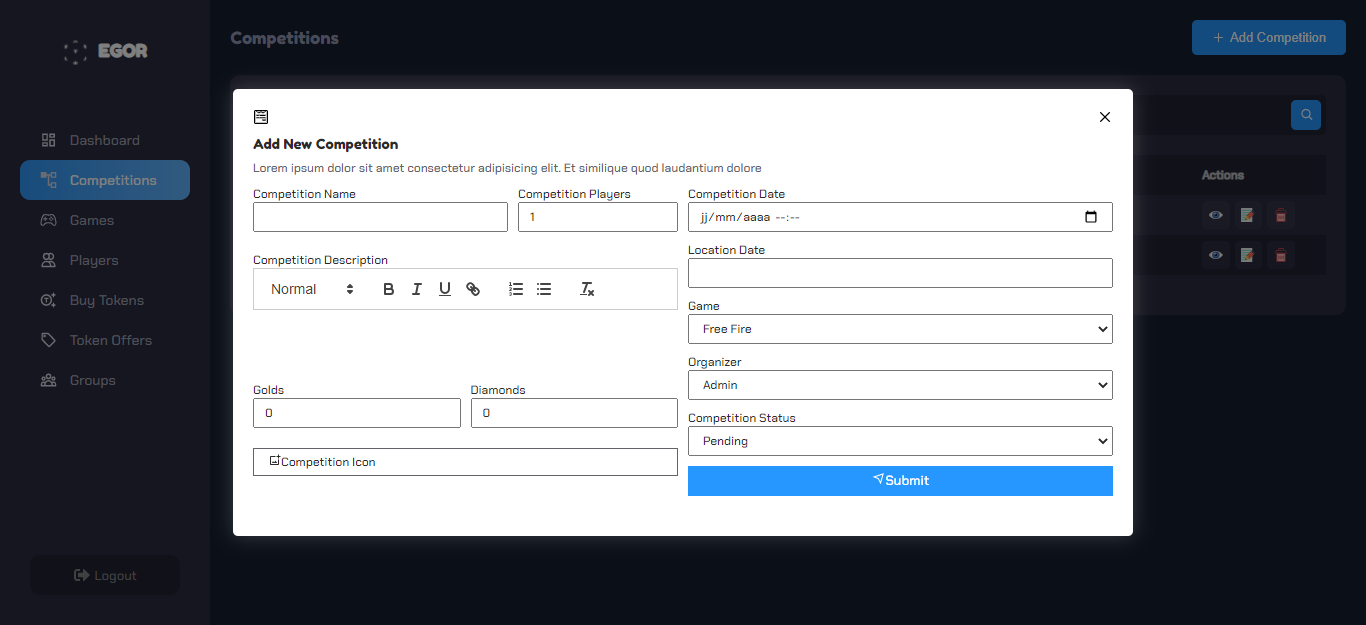 EGOR
Competitions
+ Add Competition
Dashboard
Competitions
Games
Players
Buy Tokens
Token Offers
Groups
Logout
Actions
Add New Competition
Lorem ipsum dolor sit amet consectetur adipisicing elit. Et similique quod laudantium dolore
Competition Name
Competition Players
1
Competition Description
Normal
B I U
Golds
0
Diamonds
0
Competition Icon
Competition Date
jj/mm/aaaa --:--
Location Date
Game
Free Fire
Organizer
Admin
Competition Status
Pending
Submit